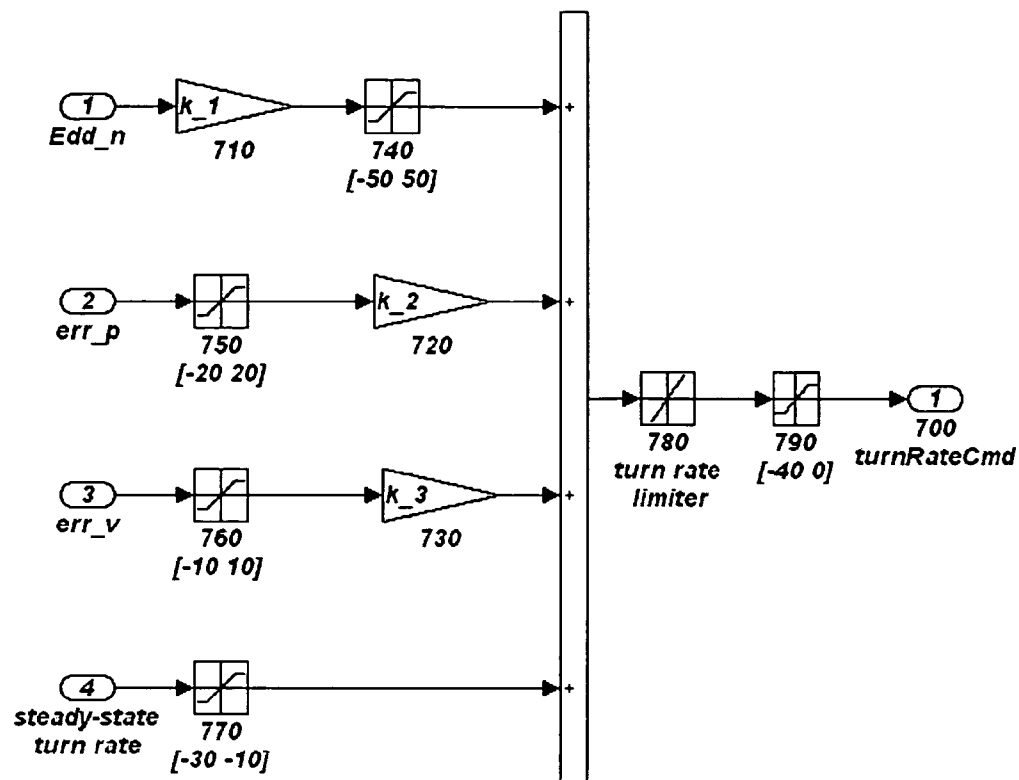 1
Edd_n
k_1
710
740
[-50 50]
+
2
err_p
750
[-20 20]
k_2
720
+
780
turn rate
limiter
790
[-40 0]
1
700
turnRateCmd
3
err_v
760
[-10 10]
k_3
730
+
4
steady-state
turn rate
770
[-30 -10]
+